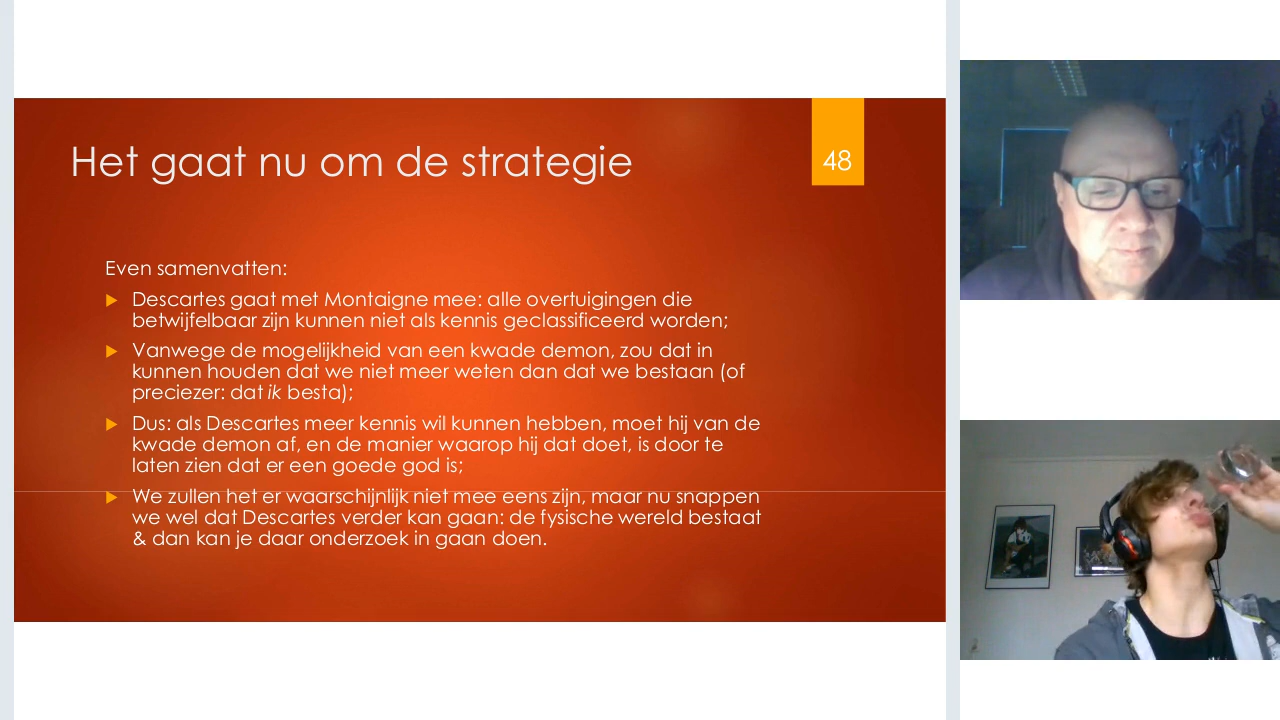 Het gaat nu om de strategie
48
Even samenvatten:
Descartes gaat met Montaigne mee: alle overtuigingen die
betwijfelbaar zijn kunnen niet als kennis geclassificeerd worden;
Vanwege de mogelijkheid van een kwade demon, zou dat in
kunnen houden dat we niet meer weten dan dat we bestaan (of
preciezer: dat ik besta);
Dus: als Descartes meer kennis wil kunnen hebben, moet hij van de
kwade demon af, en de manier waarop hij dat doet, is door te
laten zien dat er een goede god is;
We zullen het er waarschijnlijk niet mee eens zijn, maar nu snappen
we wel dat Descartes verder kan gaan: de fysische wereld bestaat
& dan kan je daar onderzoek in gaan doen.